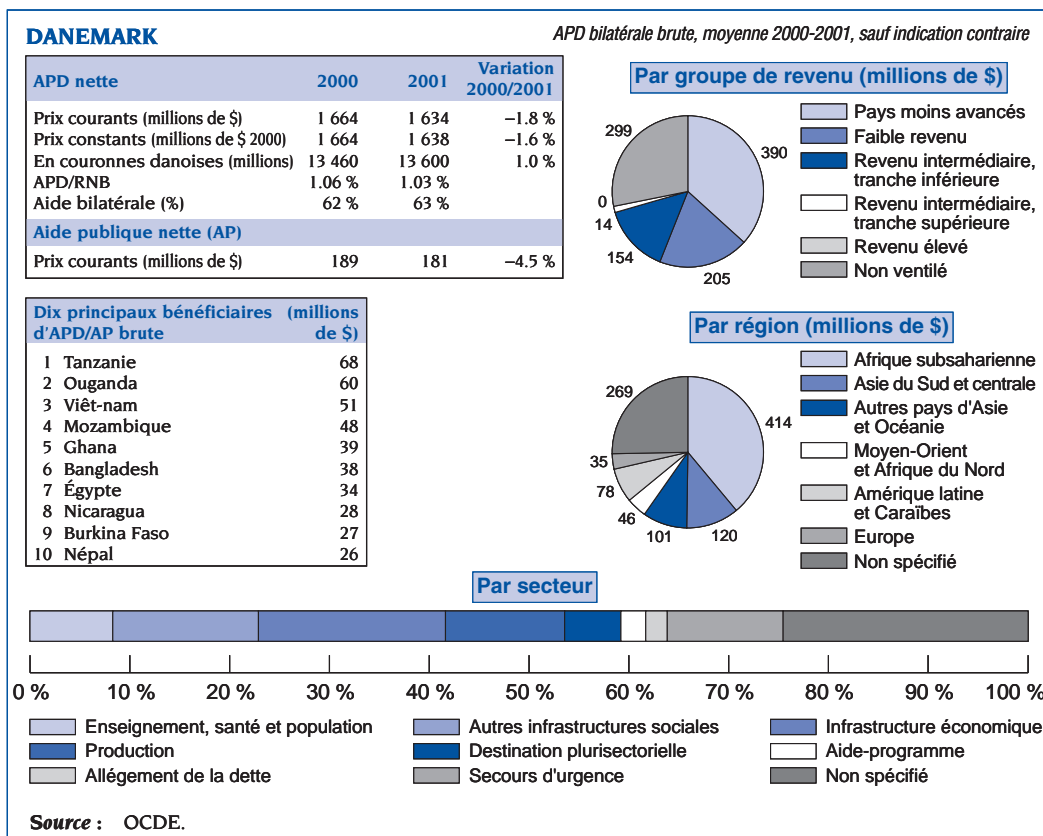 DANEMARK
APD bilatérale brute, moyenne 2000-2001, sauf indication contraire
APD nette 2000 2001 Variation 2000/2001
Prix courants (millions de $) 1 664 1 634 −1.8 %
Prix constants (millions de $ 2000) 1 664 1 638 −1.6 %
En couronnes danoises (millions) 13 460 13 600 1.0 %
APD/RNB 1.06 % 1.03 %
Aide bilatérale (%) 62 % 63 %
Aide publique nette (AP)
Prix courants (millions de $) 189 181 −4.5 %
Par groupe de revenu (millions de $)
299
390
0
14
154
205
Pays moins avancés
Faible revenu
Revenu intermédiaire,
tranche inférieure
Revenu intermédiaire,
tranche supérieure
Revenu élevé
Non ventilé
Dix principaux bénéficiaires (millions
d'APD/AP brute de $)
1 Tanzanie 68
2 Ouganda 60
3 Viêt-nam 51
4 Mozambique 48
5 Ghana 39
6 Bangladesh 38
7 Égypte 34
8 Nicaragua 28
9 Burkina Faso 27
10 Népal 26
Par région (millions de $)
269
414
35
78
46
101
120
Afrique subsaharienne
Asie du Sud et centrale
Autres pays d'Asie
et Océanie
Moyen-Orient
et Afrique du Nord
Amérique latine
et Caraïbes
Europe
Non spécifié
Par secteur
0 % 10 % 20 % 30 % 40 % 50 % 60 % 70 % 80 % 90 % 100 %
Enseignement, santé et population Autres infrastructures sociales Infrastructure économique
Production Destination plurisectorielle Aide-programme
Allégement de la dette Secours d'urgence Non spécifié
Source : OCDE.